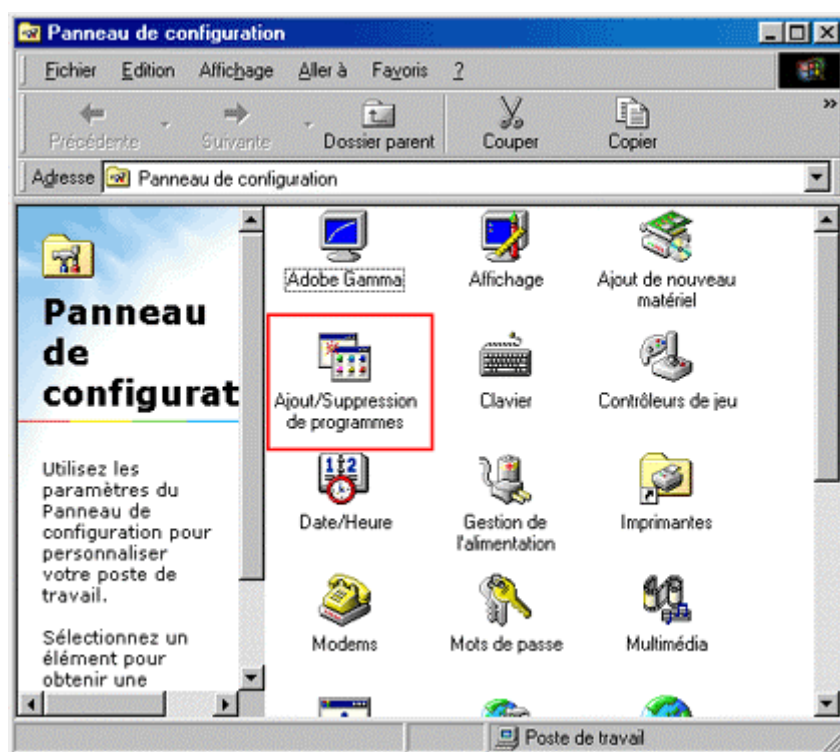 Panneau de configuration
Fichier Edition Affichage Aller à Favoris ?
Précédente Suivante Dossier parent Couper Copier »
Adresse Panneau de configuration
Panneau
de
configurat
Utilisez les
paramètres du
Panneau de
configuration pour
personnaliser
votre poste de
travail.
Sélectionnez un
élément pour
obtenir une
Adobe Gamma
Affichage
Ajout de nouveau
matériel
Ajout/Suppression
de programmes
Clavier
Contrôleurs de jeu
Date/Heure
Gestion de
l'alimentation
Imprimantes
Modems
Mots de passe
Multimédia
Poste de travail